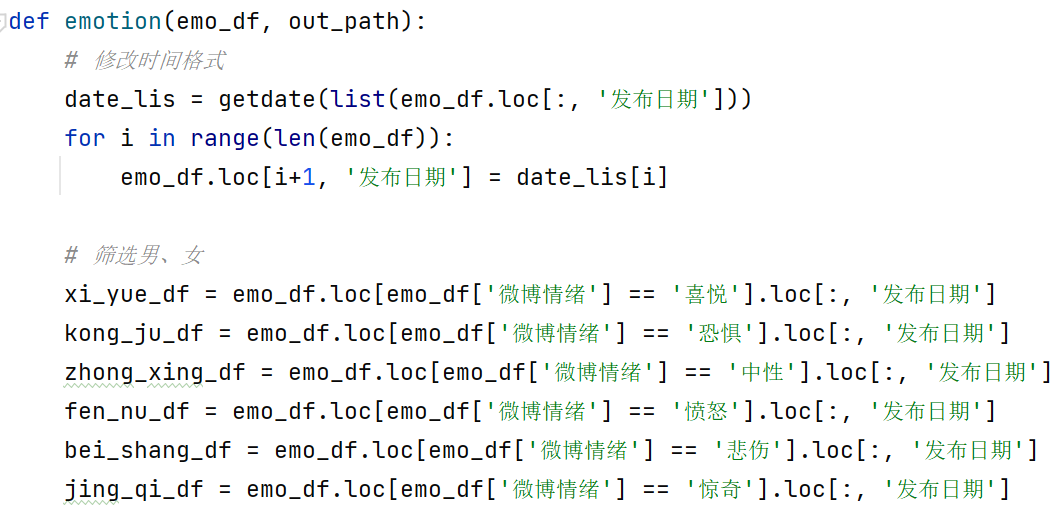 def emotion(emo_df, out_path):
# 修改时间格式
date_lis = getdate(list(emo_df.loc[:, '发布日期']))
for i in range(len(emo_df)):
emo_df.loc[i+1, '发布日期'] = date_lis[i]
# 筛选男、女
xi_yue_df = emo_df.loc[emo_df['微博情绪'] == '喜悦'].loc[:, '发布日期']
kong_ju_df = emo_df.loc[emo_df['微博情绪'] == '恐惧'].loc[:, '发布日期']
zhong_xing_df = emo_df.loc[emo_df['微博情绪'] == '中性'].loc[:, '发布日期']
fen_nu_df = emo_df.loc[emo_df['微博情绪'] == '愤怒'].loc[:, '发布日期']
bei_shang_df = emo_df.loc[emo_df['微博情绪'] == '悲伤'].loc[:, '发布日期']
jing_qi_df = emo_df.loc[emo_df['微博情绪'] == '惊奇'].loc[:, '发布日期']